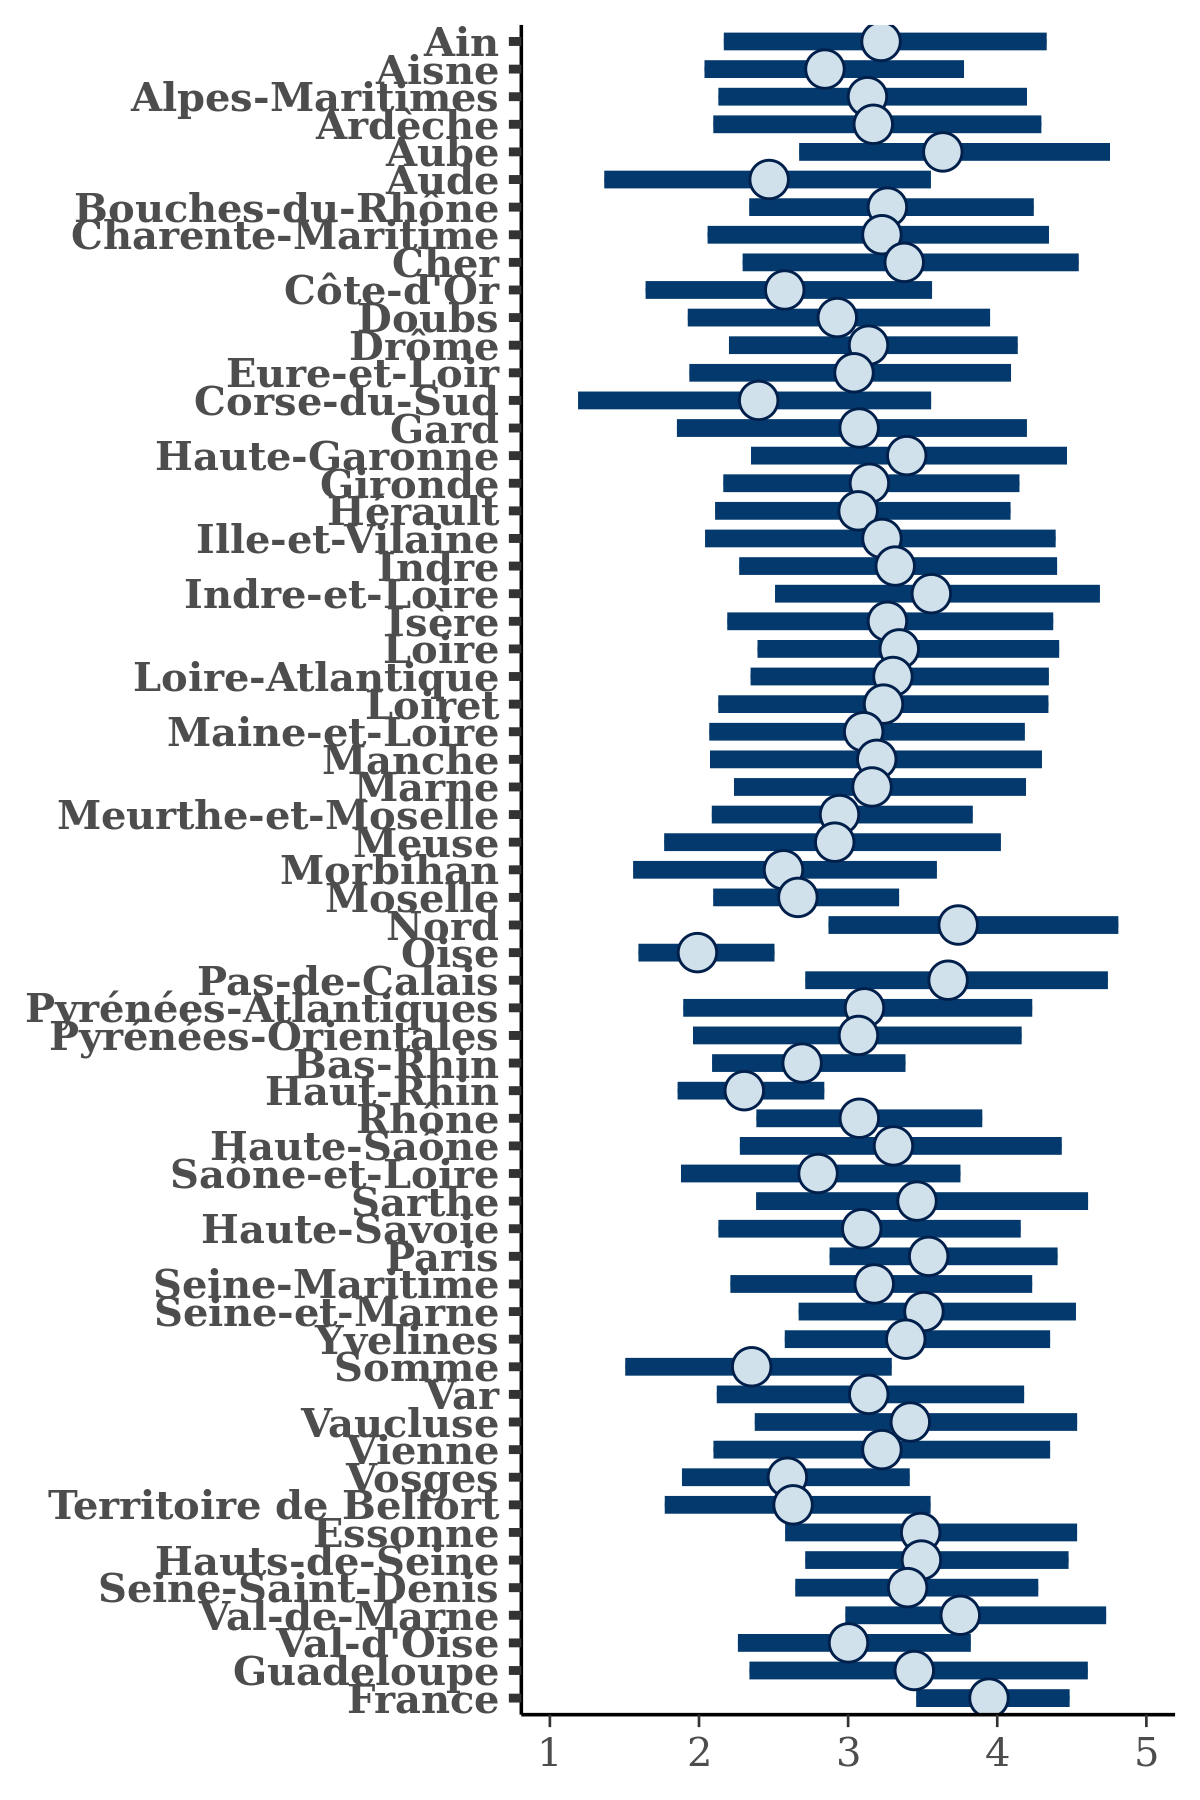 Ain
Aisne
Alpes-Maritimes
Ardèche
Aube
Aude
Bouches-du-Rhône
Charente-Maritime
Cher
Côte-d'Or
Doubs
Drôme
Eure-et-Loir
Corse-du-Sud
Gard
Haute-Garonne
Gironde
Hérault
Ille-et-Vilaine
Indre
Indre-et-Loire
Isère
Loire
Loire-Atlantique
Loiret
Maine-et-Loire
Manche
Marne
Meurthe-et-Moselle
Meuse
Morbihan
Moselle
Nord
Oise
Pas-de-Calais
Pyrénées-Atlantiques
Pyrénées-Orientales
Bas-Rhin
Haut-Rhin
Rhône
Haute-Saône
Saône-et-Loire
Sarthe
Haute-Savoie
Paris
Seine-Maritime
Seine-et-Marne
Yvelines
Somme
Var
Vaucluse
Vienne
Vosges
Territoire de Belfort
Essonne
Hauts-de-Seine
Seine-Saint-Denis
Val-de-Marne
Val-d'Oise
Guadeloupe
France
1 2 3 4 5